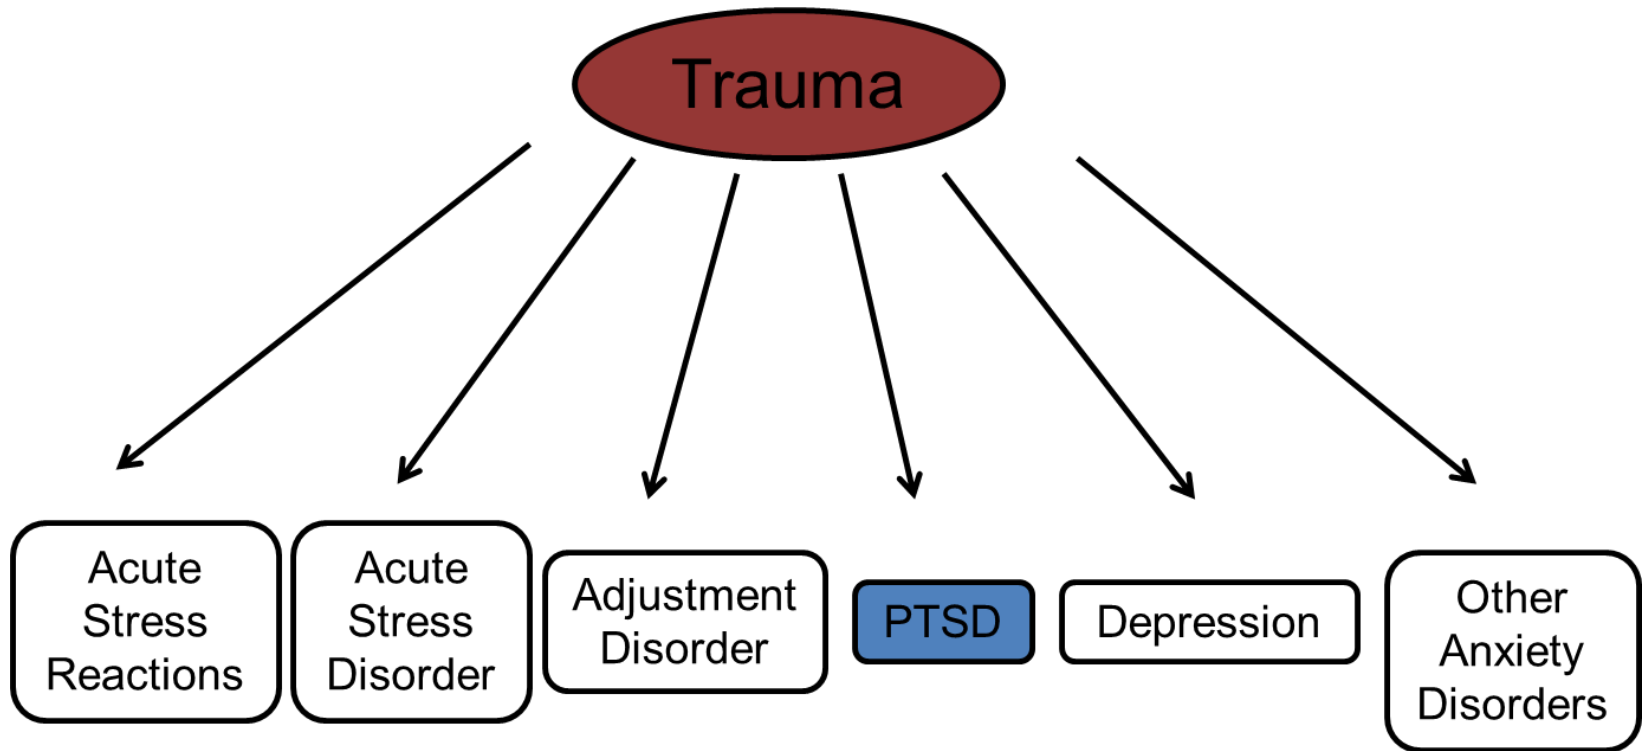 Trauma
Acute
Stress
Reactions
Acute
Stress
Disorder
Adjustment
Disorder
PTSD
Depression
Other
Anxiety
Disorders